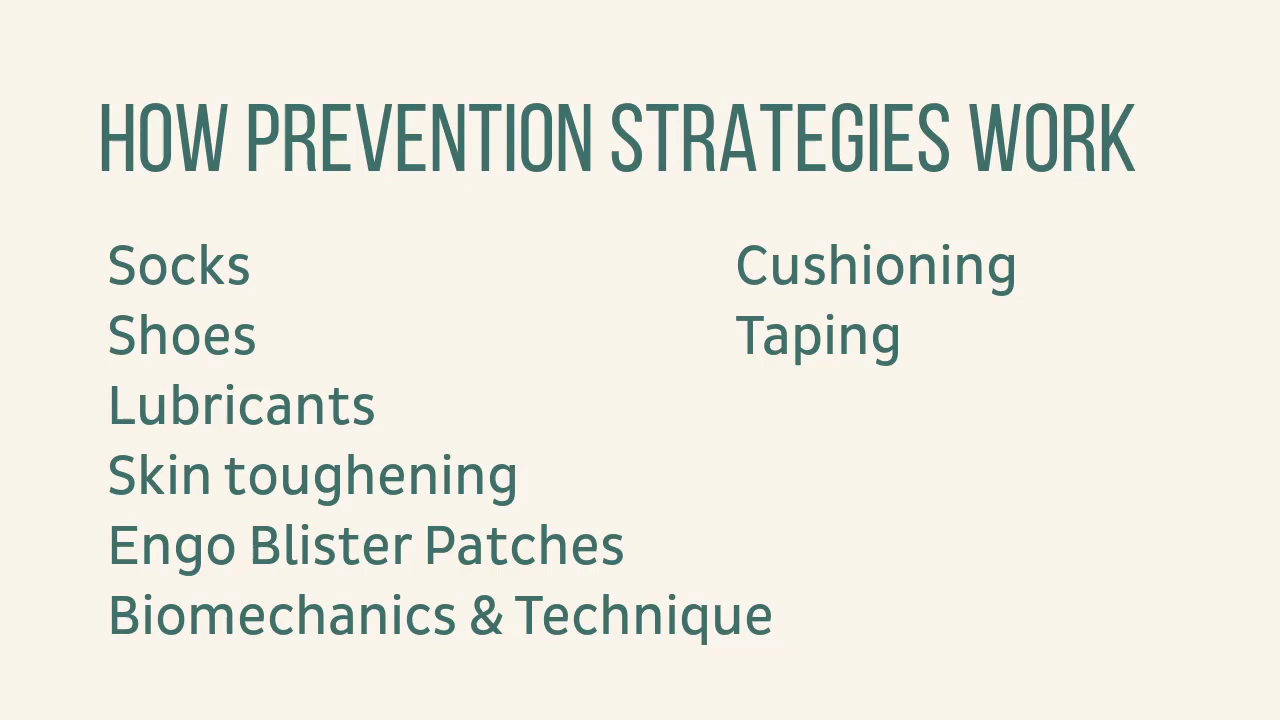 HOW PREVENTION STRATEGIES WORK
Socks
Shoes
Lubricants
Skin toughening
Engo Blister Patches
Biomechanics & Technique
Cushioning
Taping